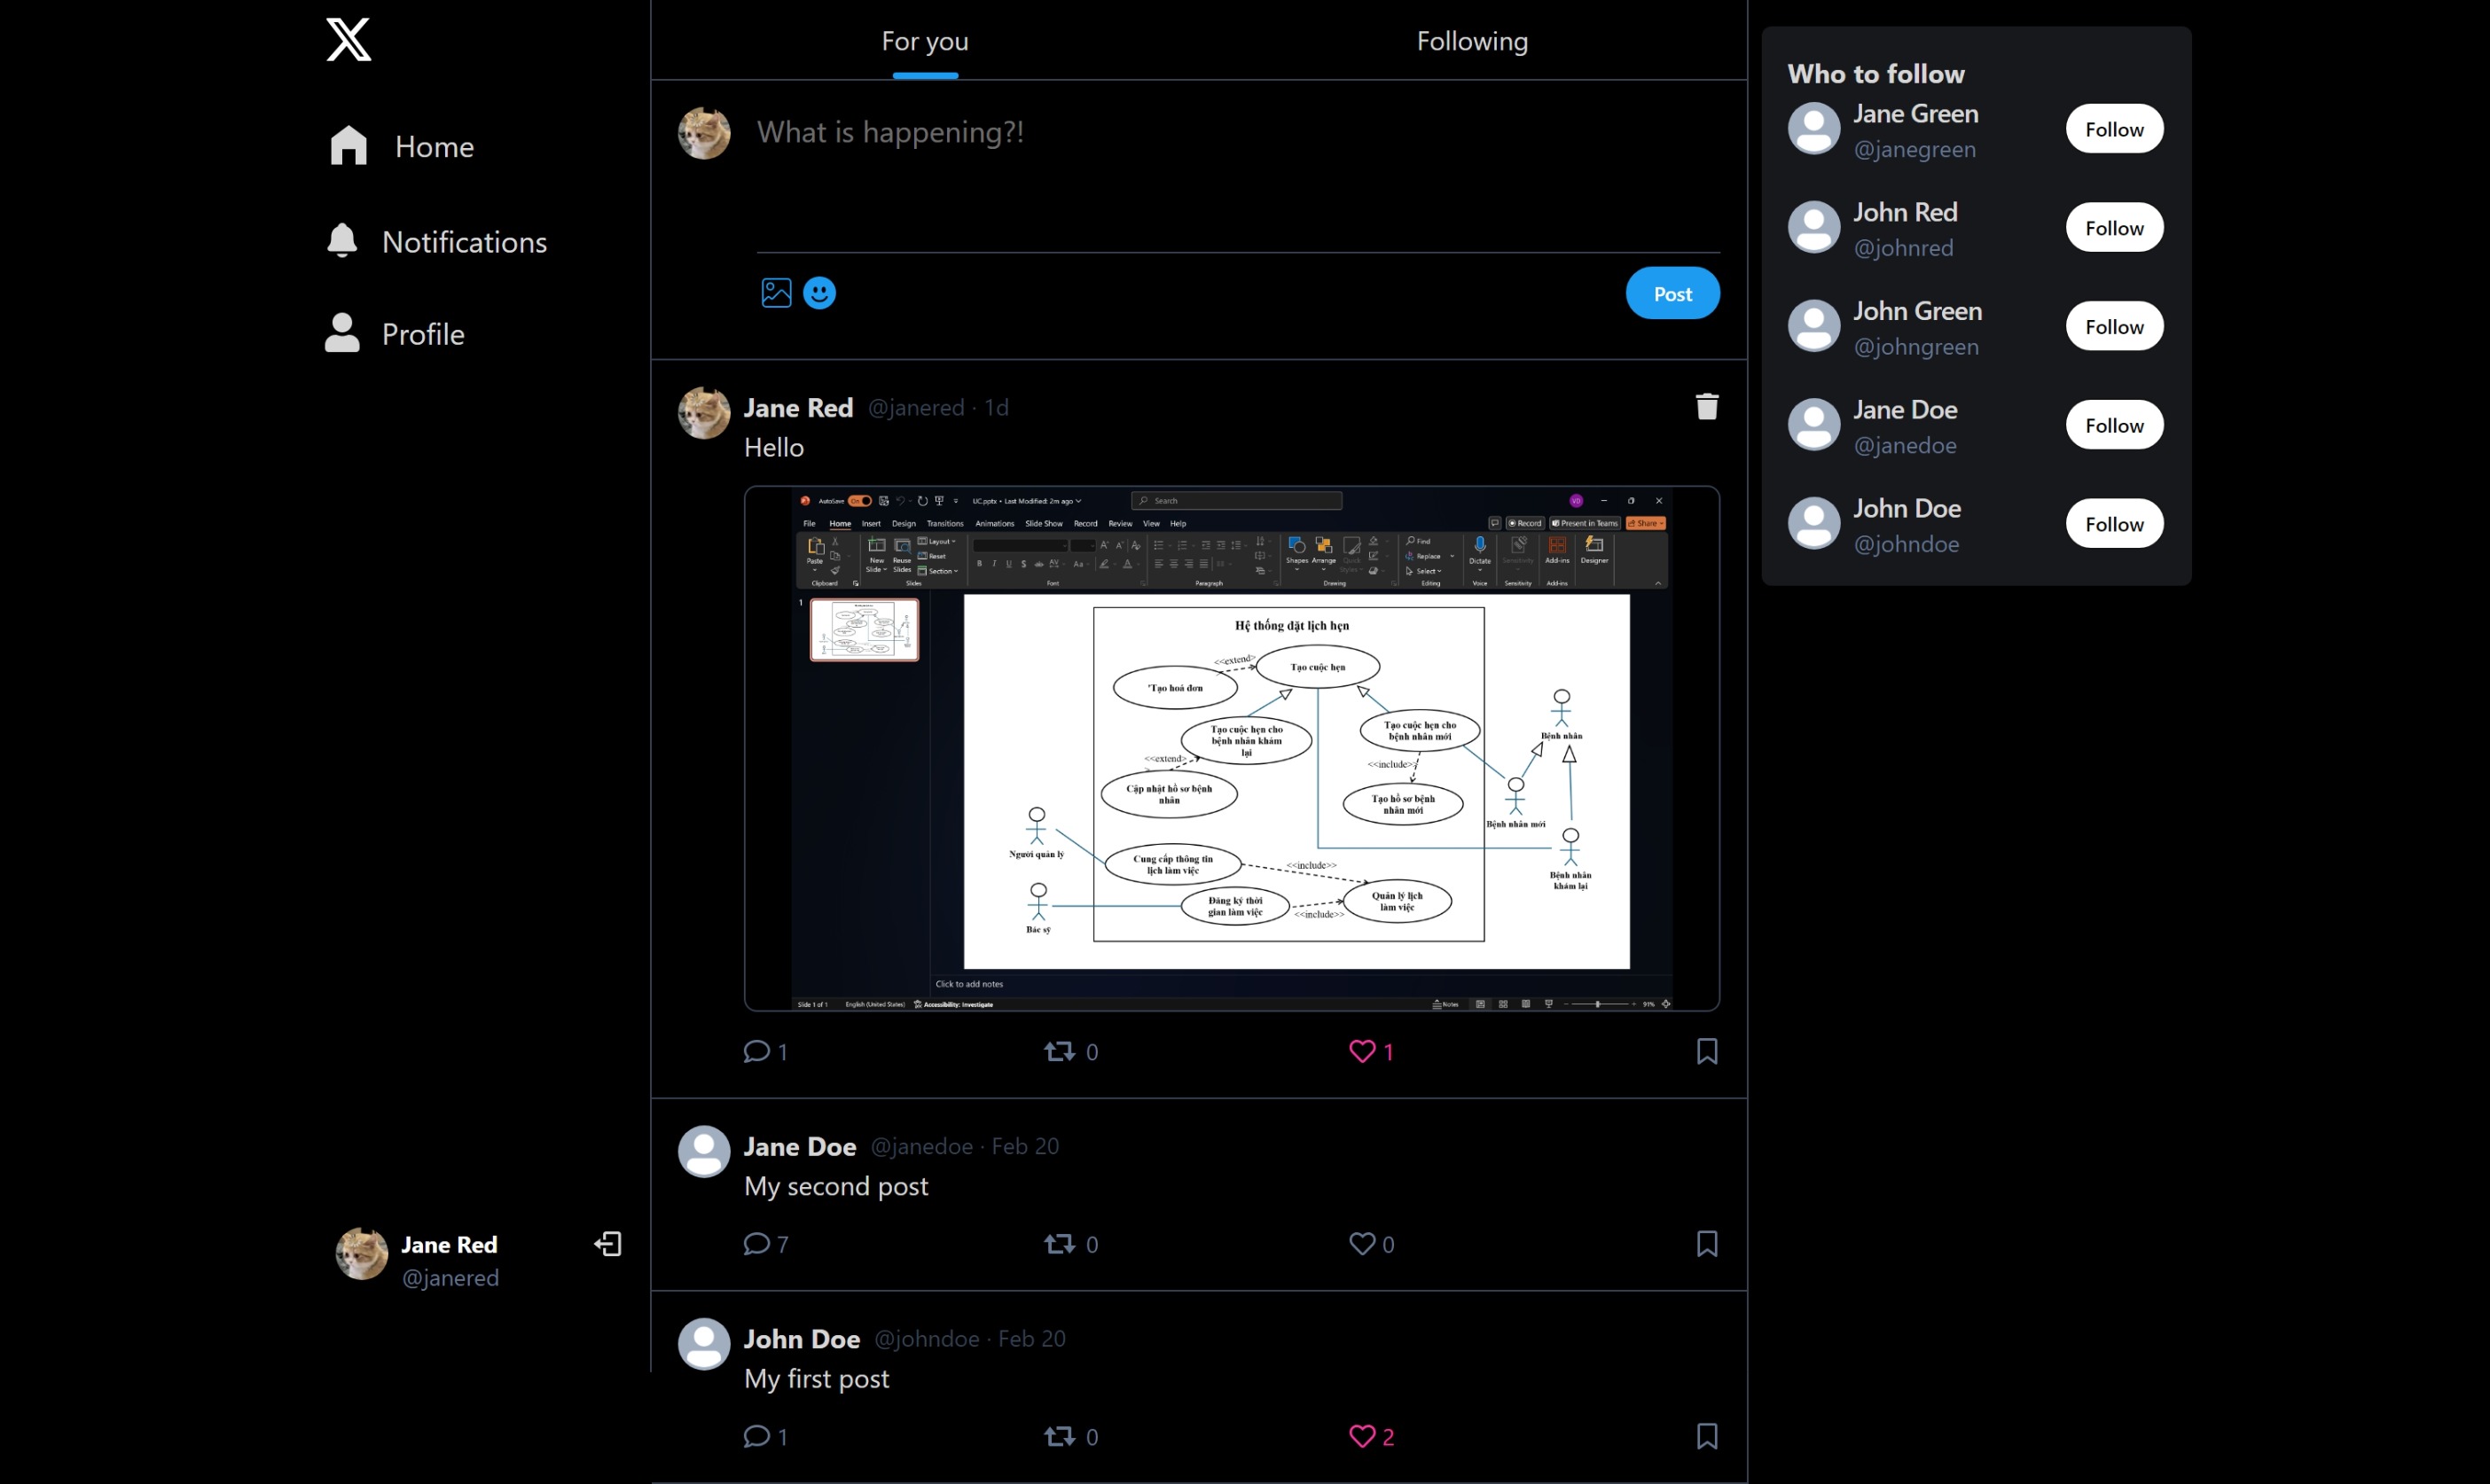 Home
Notifications
Profile
Jane Red
@janered
For you
Following
What is happening?!
Post
Jane Red @janered · 1d
Hello
AutoSave On UC.pptx • Last Modified: 2m ago Search VD
File Home Insert Design Transitions Animations Slide Show Record Review View Help Record Present in Teams Share
Paste
Clipboard
New Slide
Reuse Slides
Layout
Reset
Section
Slides
Font
Paragraph
Shapes Arrange Quick Styles
Drawing
Find
Replace
Select
Editing
Dictate
Voice
Sensitivity
Sensitivity
Add-ins
Add-ins
Designer
1
Hệ thống đặt lịch hẹn
<<extend>
Tạo cuộc hẹn
'Tạo hoá đơn
Tạo cuộc hẹn cho
bệnh nhân khám
lại
Tạo cuộc hẹn cho
bệnh nhân mới
Bệnh nhân
<<extend>
>
<<include>>
Cập nhật hồ sơ bệnh
nhân
Tạo hồ sơ bệnh
nhân mới
Bệnh nhân mới
Người quản lý
Cung cấp thông tin
lịch làm việc
<<include>>
Bệnh nhân
khám lại
Đăng ký thời
gian làm việc
<<include>>
Quản lý lịch
làm việc
Bác sỹ
Click to add notes
Slide 1 of 1 English (United States) Accessibility: Investigate Notes 91%
1 0 1
Jane Doe @janedoe · Feb 20
My second post
7 0 0
John Doe @johndoe · Feb 20
My first post
1 0 2
Who to follow
Jane Green
@janegreen
Follow
John Red
@johnred
Follow
John Green
@johngreen
Follow
Jane Doe
@janedoe
Follow
John Doe
@johndoe
Follow